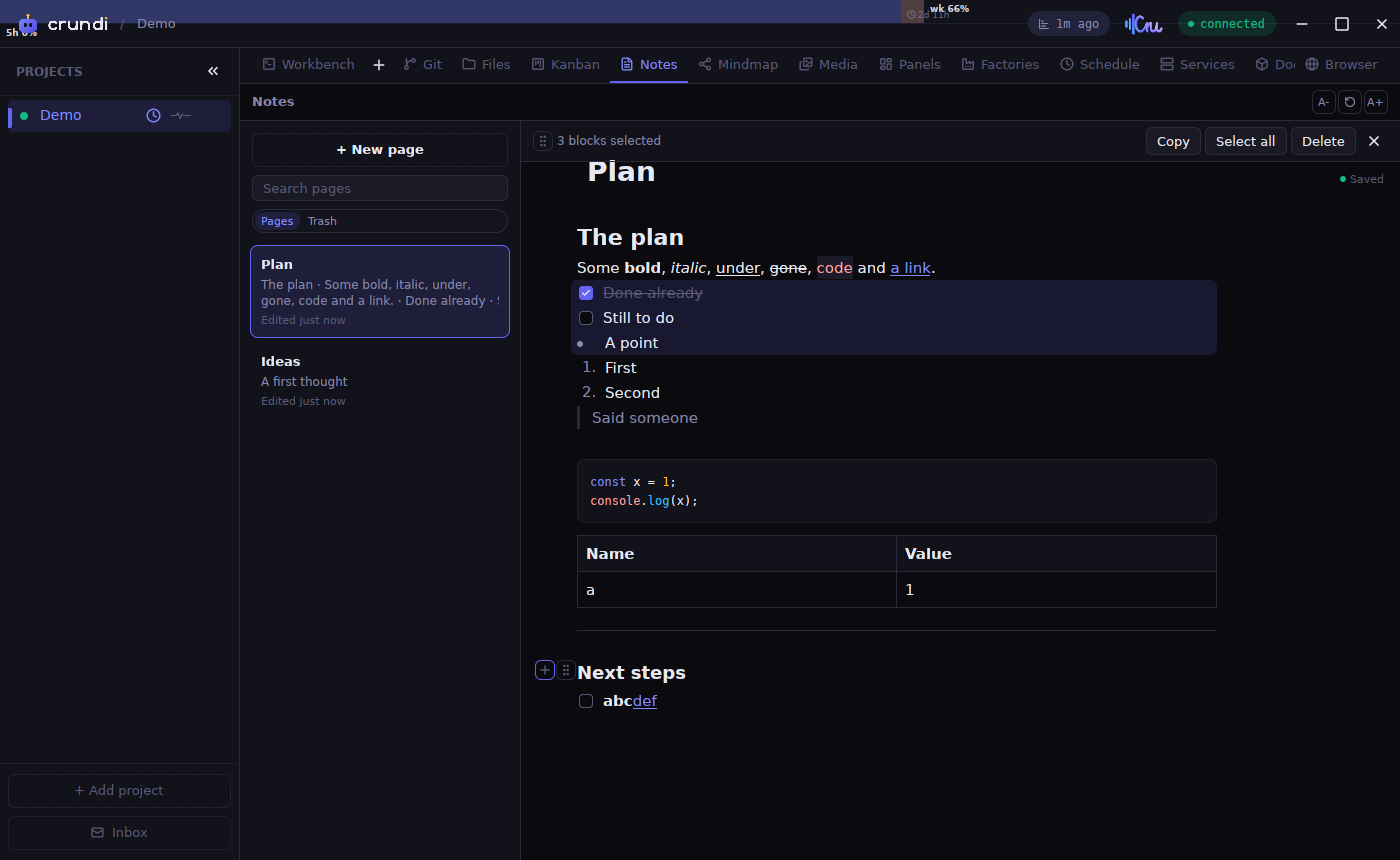 wk 66%
2d 11h
5h 0%
crundi / Demo
1m ago
connected
PROJECTS
Workbench
Git
Files
Kanban
Notes
Mindmap
Media
Panels
Factories
Schedule
Services
Browser
Demo
Notes
A-
A+
+ New page
3 blocks selected
Copy
Select all
Delete
Search pages
Plan
Saved
Pages
Trash
The plan
Plan
The plan · Some bold, italic, under,
gone, code and a link. · Done already ·
Edited just now
Some bold, italic, under, gone, code and a link.
Done already
Still to do
A point
1. First
2. Second
Said someone
Ideas
A first thought
Edited just now
const x = 1;
console.log(x);
Name Value
a 1
Next steps
abcdef
+ Add project
Inbox